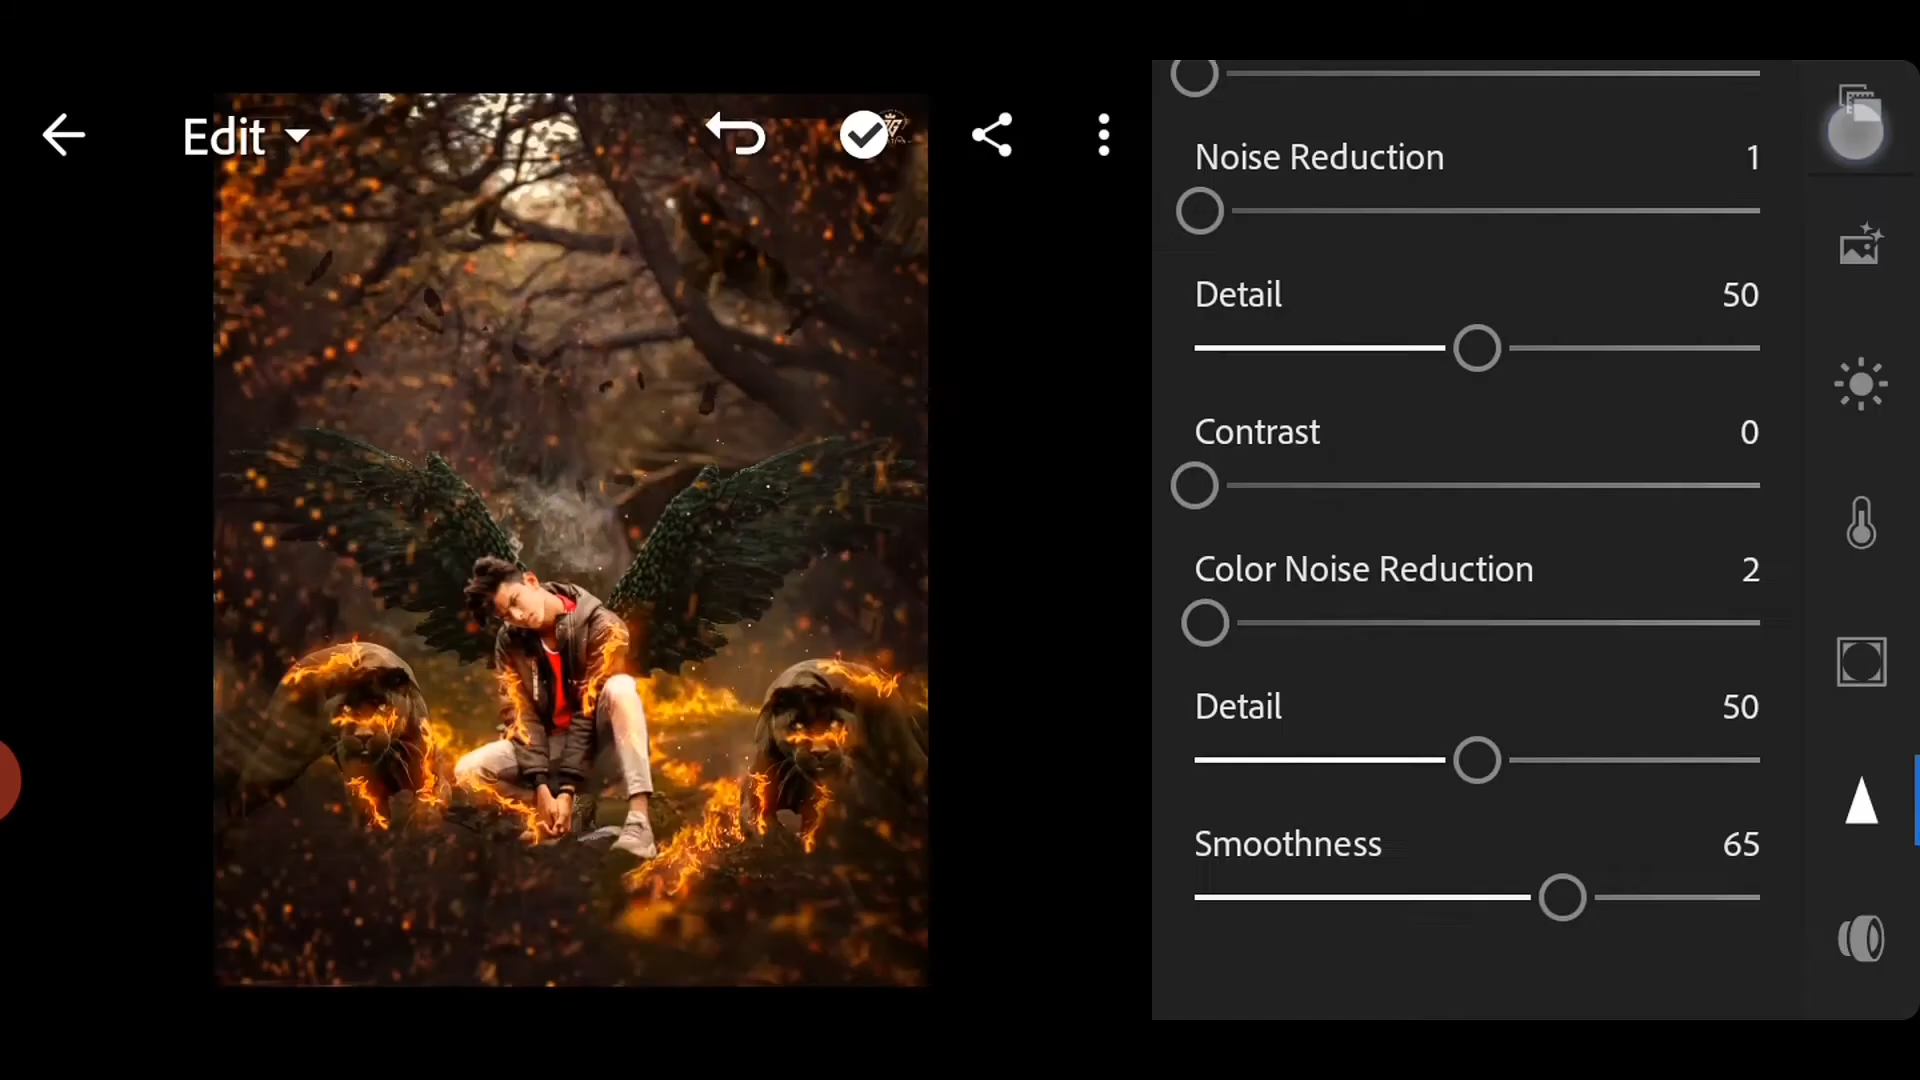 Edit
Noise Reduction 1
Detail 50
Contrast 0
Color Noise Reduction 2
Detail 50
Smoothness 65